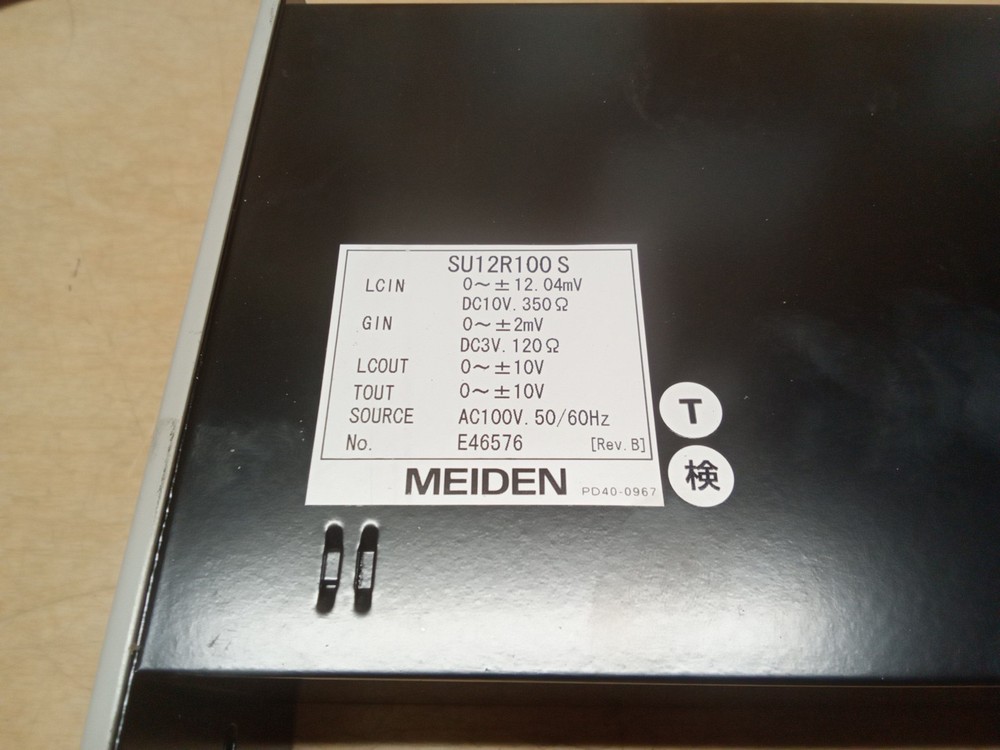 SU12R100S
LCIN 0～±12.04mV
DC10V. 350Ω
GIN 0～±2mV
DC3V. 120Ω
LCOUT 0～±10V
TOUT 0～±10V
SOURCE AC100V. 50/60Hz
No. E46576 [Rev.B]
MEIDEN PD40-0967
T
検